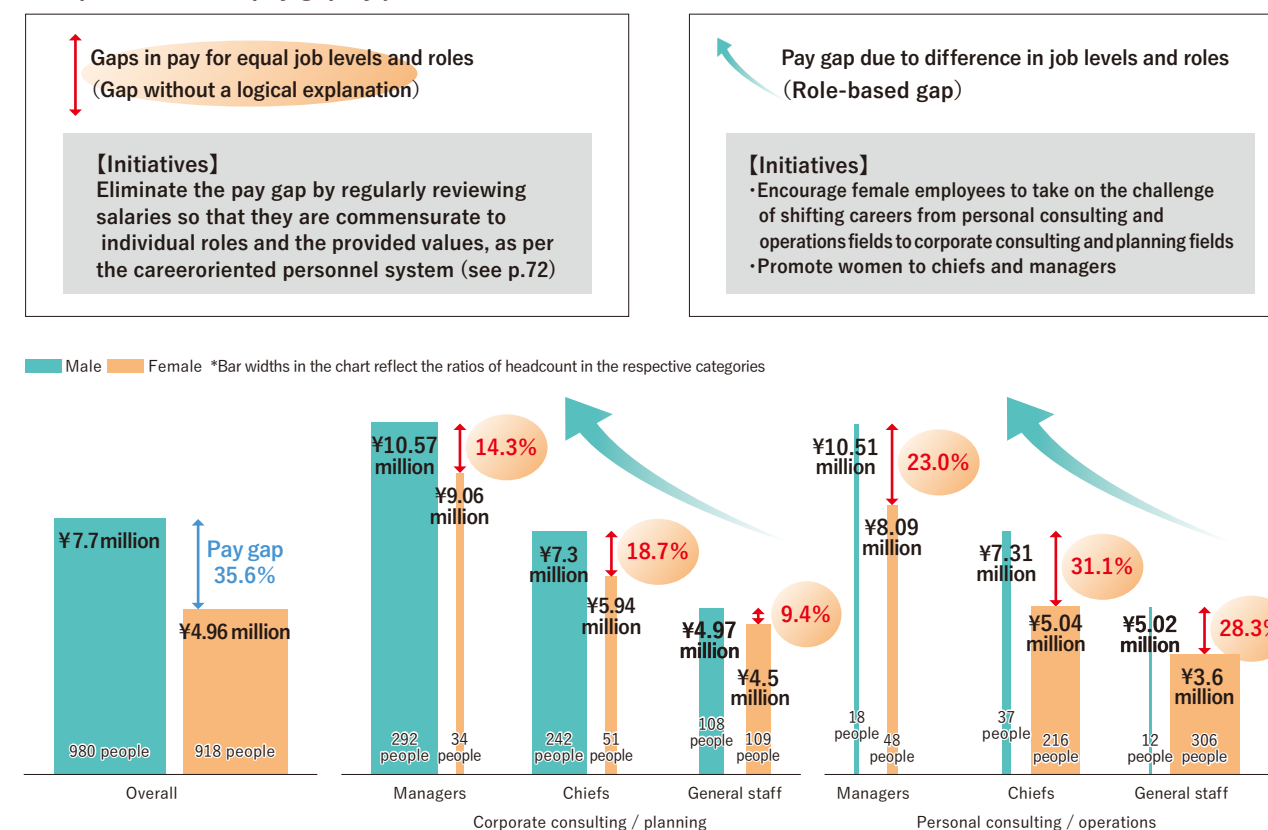 Gaps in pay for equal job levels and roles
(Gap without a logical explanation)
【Initiatives】
Eliminate the pay gap by regularly reviewing
salaries so that they are commensurate to
individual roles and the provided values, as per
the careeroriented personnel system (see p.72)
Pay gap due to difference in job levels and roles
(Role-based gap)
【Initiatives】
・Encourage female employees to take on the challenge
of shifting careers from personal consulting and
operations fields to corporate consulting and planning fields
・Promote women to chiefs and managers
Male Female *Bar widths in the chart reflect the ratios of headcount in the respective categories
¥7.7 million
Pay gap
35.6%
¥4.96 million
980 people
918 people
Overall
¥10.57
million
14.3%
¥9.06
million
292
people
34
people
Managers
¥7.3
million
18.7%
¥5.94
million
242
people
51
people
Chiefs
¥4.97
million
9.4%
¥4.5
million
108
people
109
people
General staff
Corporate consulting / planning
¥10.51
million
23.0%
¥8.09
million
18
people
48
people
Managers
¥7.31
million
31.1%
¥5.04
million
37
people
216
people
Chiefs
¥5.02
million
28.3%
¥3.6
million
12
people
306
people
General staff
Personal consulting / operations